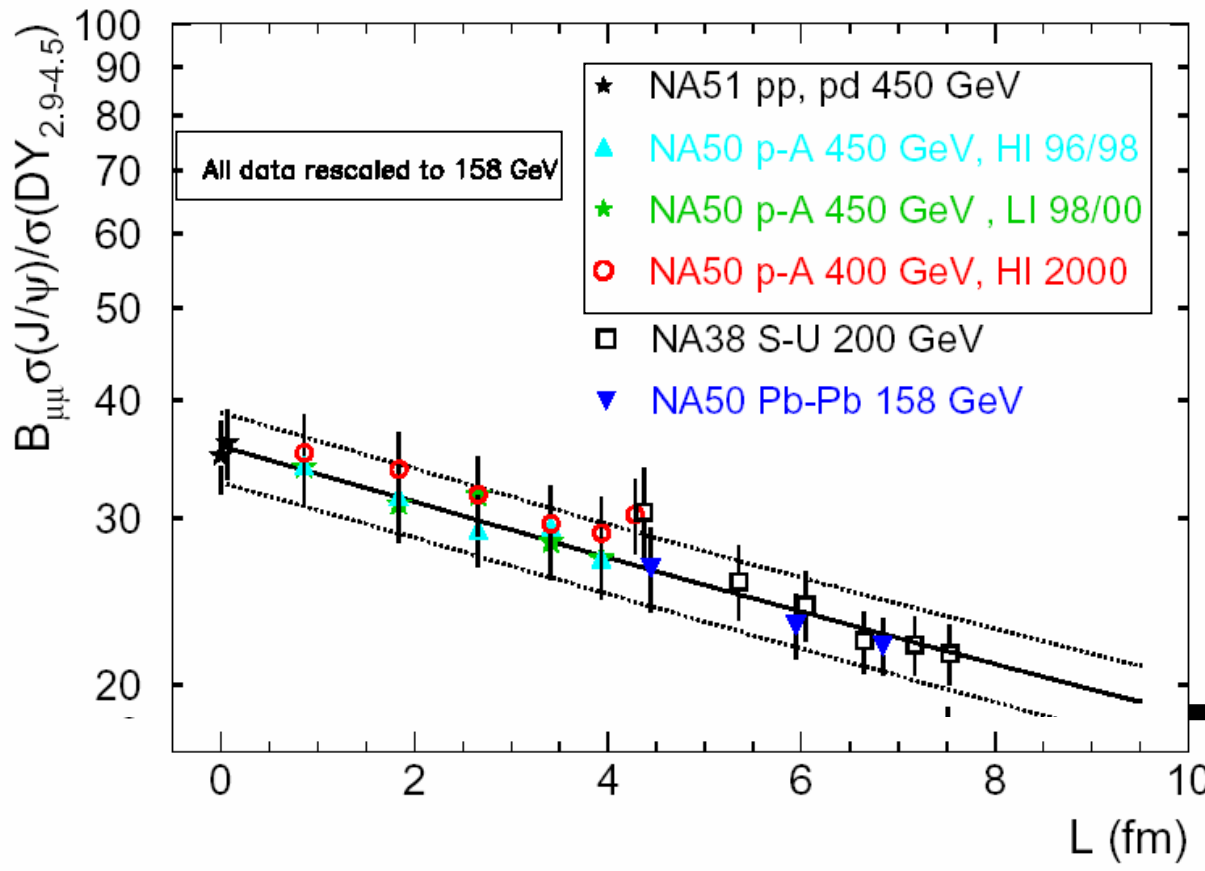 B_μμ σ(J/ψ)/σ(DY_2.9-4.5)
100
90
80
70
60
50
40
30
20
All data rescaled to 158 GeV
NA51 pp, pd 450 GeV
NA50 p-A 450 GeV, HI 96/98
NA50 p-A 450 GeV , LI 98/00
NA50 p-A 400 GeV, HI 2000
NA38 S-U 200 GeV
NA50 Pb-Pb 158 GeV
0 2 4 6 8 10
L (fm)